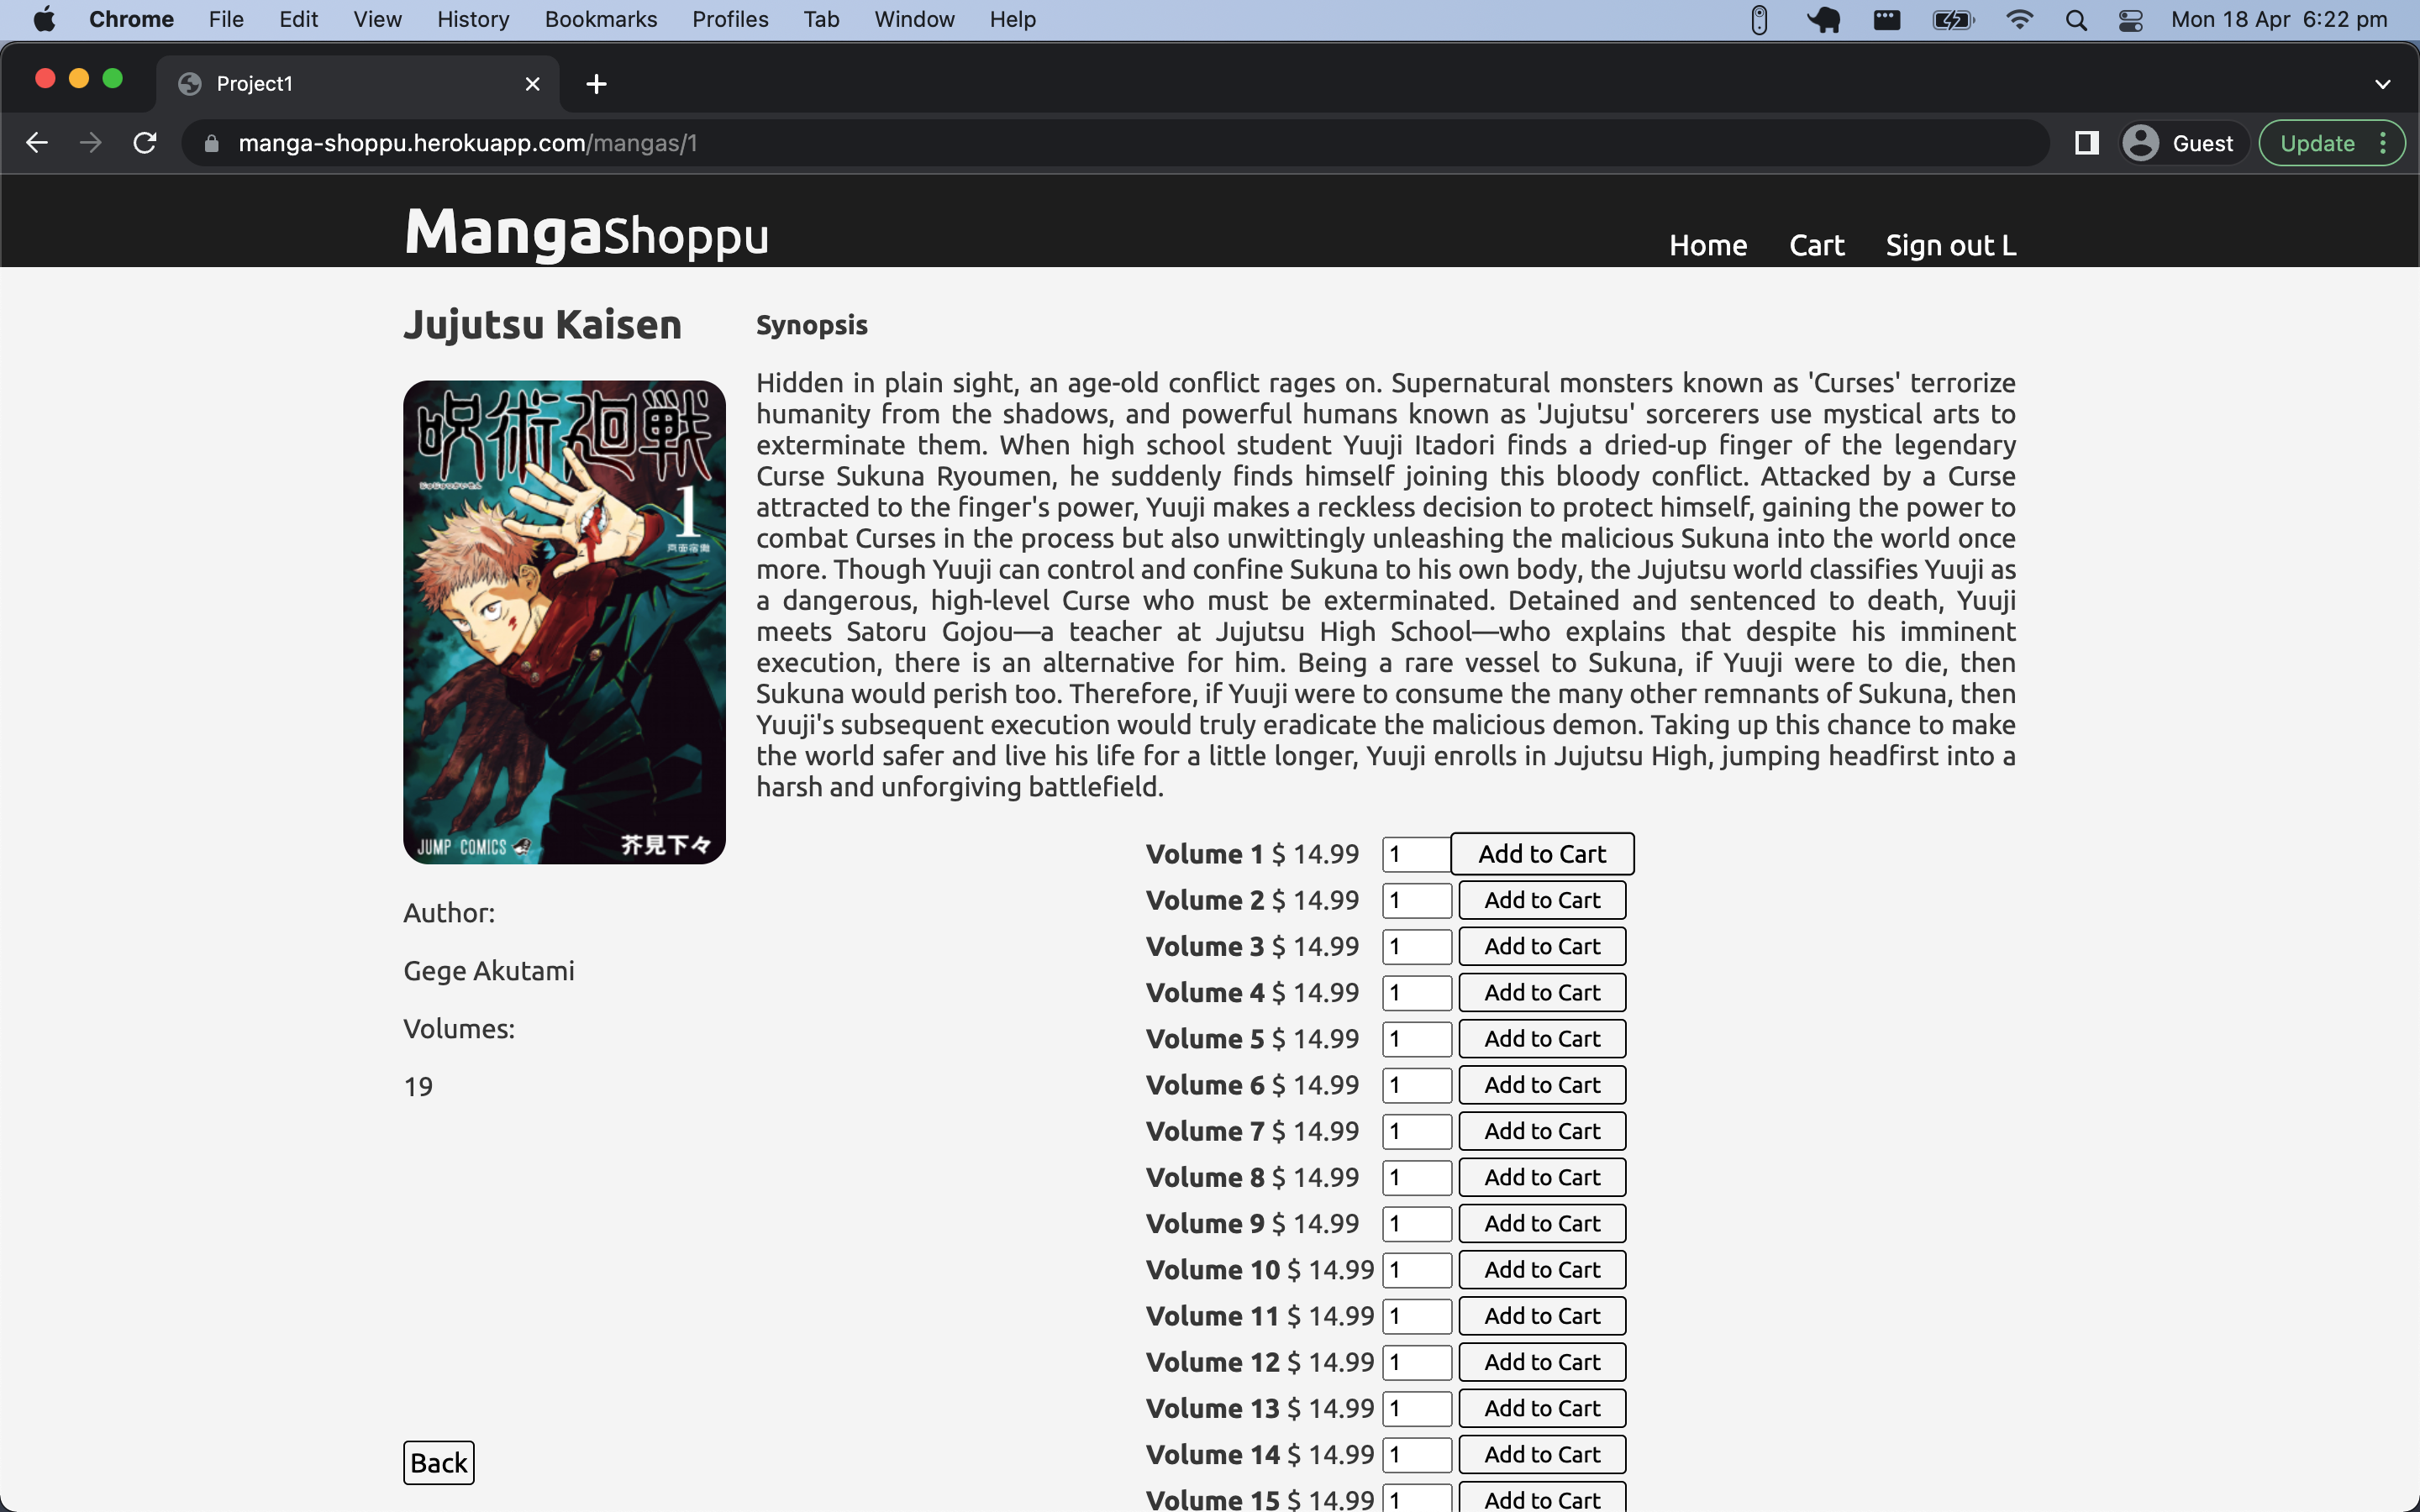 Chrome File Edit View History Bookmarks Profiles Tab Window Help Mon 18 Apr 6:22 pm
Project1
manga-shoppu.herokuapp.com/mangas/1 Guest Update
MangaShoppu
Home Cart Sign out L
Jujutsu Kaisen
呪術廻戦
じゅじゅつかいせん
1
両面宿儺
JUMP COMICS
芥見下々
Author:
Gege Akutami
Volumes:
19
Back
Synopsis
Hidden in plain sight, an age-old conflict rages on. Supernatural monsters known as 'Curses' terrorize
humanity from the shadows, and powerful humans known as 'Jujutsu' sorcerers use mystical arts to
exterminate them. When high school student Yuuji Itadori finds a dried-up finger of the legendary
Curse Sukuna Ryoumen, he suddenly finds himself joining this bloody conflict. Attacked by a Curse
attracted to the finger's power, Yuuji makes a reckless decision to protect himself, gaining the power to
combat Curses in the process but also unwittingly unleashing the malicious Sukuna into the world once
more. Though Yuuji can control and confine Sukuna to his own body, the Jujutsu world classifies Yuuji as
a dangerous, high-level Curse who must be exterminated. Detained and sentenced to death, Yuuji
meets Satoru Gojou—a teacher at Jujutsu High School—who explains that despite his imminent
execution, there is an alternative for him. Being a rare vessel to Sukuna, if Yuuji were to die, then
Sukuna would perish too. Therefore, if Yuuji were to consume the many other remnants of Sukuna, then
Yuuji's subsequent execution would truly eradicate the malicious demon. Taking up this chance to make
the world safer and live his life for a little longer, Yuuji enrolls in Jujutsu High, jumping headfirst into a
harsh and unforgiving battlefield.
Volume 1 $ 14.99 1 Add to Cart
Volume 2 $ 14.99 1 Add to Cart
Volume 3 $ 14.99 1 Add to Cart
Volume 4 $ 14.99 1 Add to Cart
Volume 5 $ 14.99 1 Add to Cart
Volume 6 $ 14.99 1 Add to Cart
Volume 7 $ 14.99 1 Add to Cart
Volume 8 $ 14.99 1 Add to Cart
Volume 9 $ 14.99 1 Add to Cart
Volume 10 $ 14.99 1 Add to Cart
Volume 11 $ 14.99 1 Add to Cart
Volume 12 $ 14.99 1 Add to Cart
Volume 13 $ 14.99 1 Add to Cart
Volume 14 $ 14.99 1 Add to Cart
Volume 15 $ 14.99 1 Add to Cart